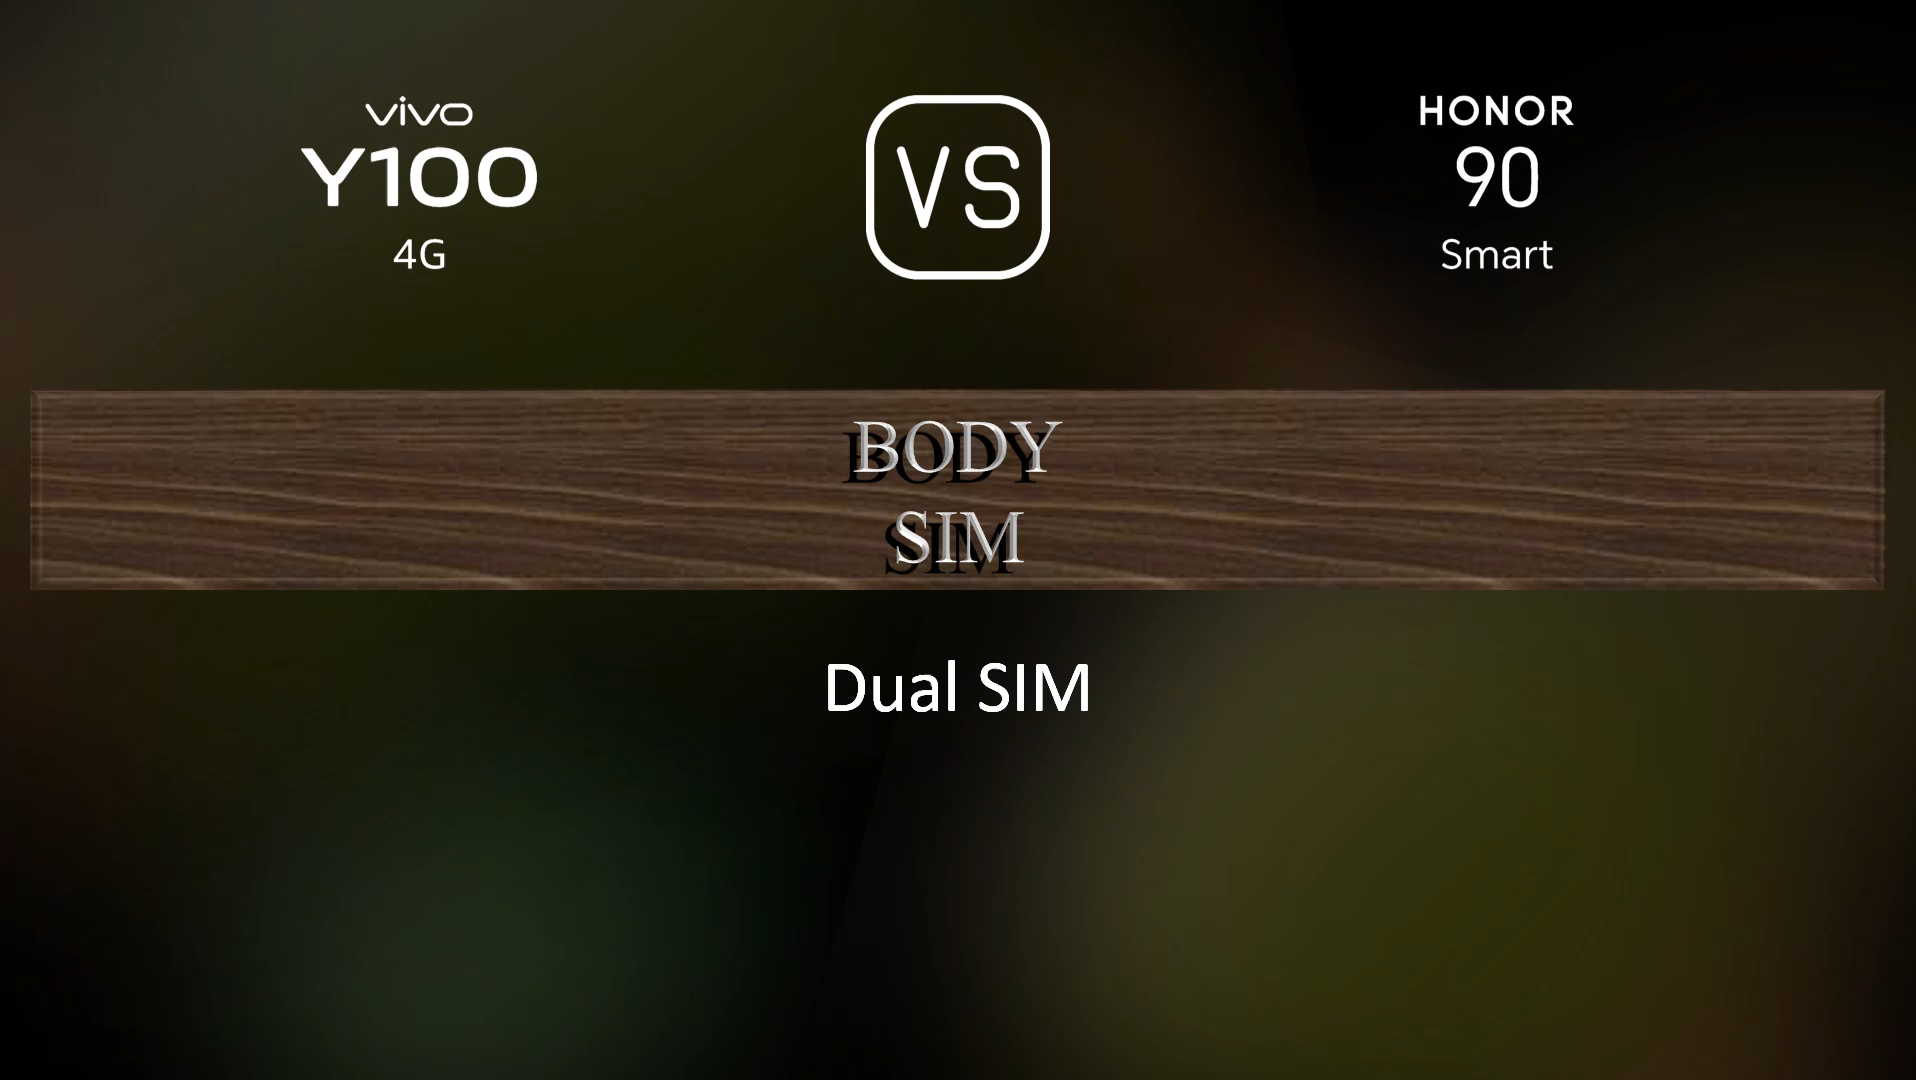 vivo
Y100
4G
VS
HONOR
90
Smart
BODY
SIM
Dual SIM